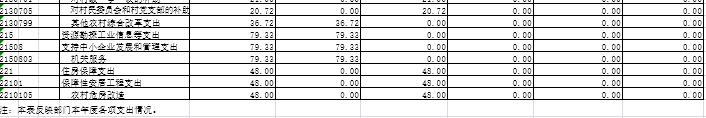 2130705 对村民委员会和村党支部的补助 20.72 0.00 20.72 0.00 0.00 0.00
2130799 其他农村综合改革支出 36.72 36.72 0.00 0.00 0.00 0.00
215 资源勘探工业信息等支出 79.33 79.33 0.00 0.00 0.00 0.00
21508 支持中小企业发展和管理支出 79.33 79.33 0.00 0.00 0.00 0.00
2150803 机关服务 79.33 79.33 0.00 0.00 0.00 0.00
221 住房保障支出 48.00 0.00 48.00 0.00 0.00 0.00
22101 保障性安居工程支出 48.00 0.00 48.00 0.00 0.00 0.00
2210105 农村危房改造 48.00 0.00 48.00 0.00 0.00 0.00
注：本表反映部门本年度各项支出情况。